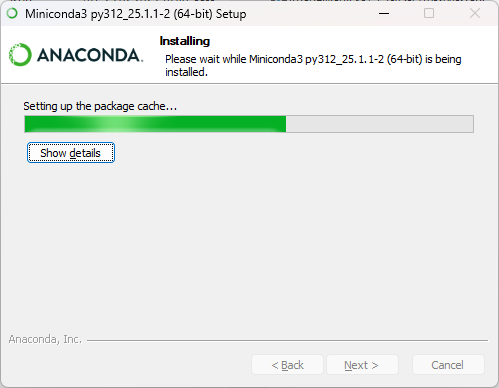 Miniconda3 py312_25.1.1-2 (64-bit) Setup
ANACONDA.
Installing
Please wait while Miniconda3 py312_25.1.1-2 (64-bit) is being
installed.
Setting up the package cache...
Show details
Anaconda, Inc.
< Back
Next >
Cancel